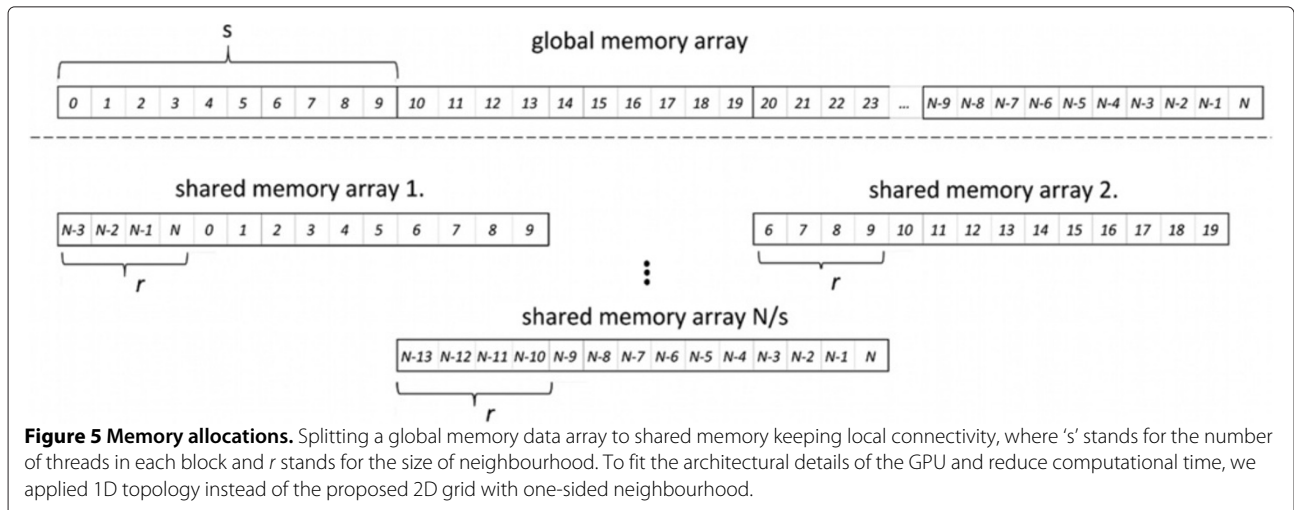 s
global memory array
0 1 2 3 4 5 6 7 8 9 10 11 12 13 14 15 16 17 18 19 20 21 22 23 ... N-9 N-8 N-7 N-6 N-5 N-4 N-3 N-2 N-1 N
shared memory array 1.
shared memory array 2.
N-3 N-2 N-1 N 0 1 2 3 4 5 6 7 8 9
6 7 8 9 10 11 12 13 14 15 16 17 18 19
r
r
shared memory array N/s
N-13 N-12 N-11 N-10 N-9 N-8 N-7 N-6 N-5 N-4 N-3 N-2 N-1 N
r
Figure 5 Memory allocations. Splitting a global memory data array to shared memory keeping local connectivity, where ‘s’ stands for the number
of threads in each block and r stands for the size of neighbourhood. To fit the architectural details of the GPU and reduce computational time, we
applied 1D topology instead of the proposed 2D grid with one-sided neighbourhood.